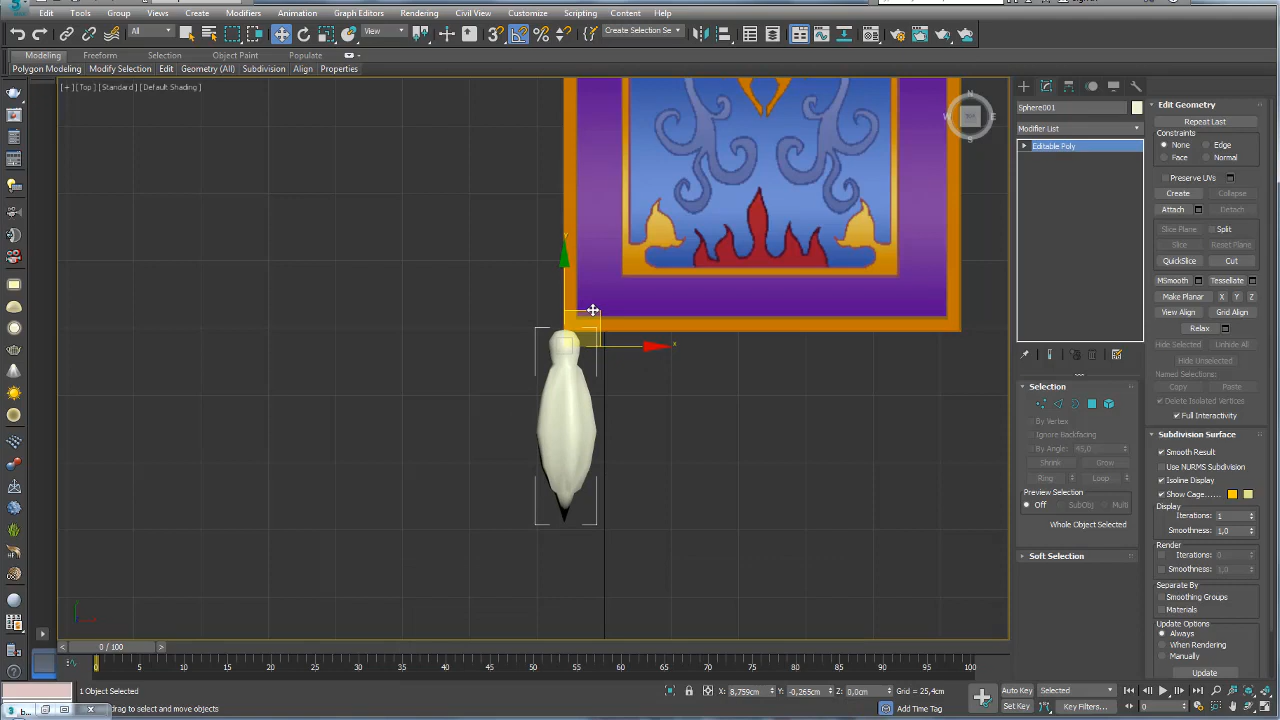 Edit Tools Group Views Create Modifiers Animation Graph Editors Rendering Civil View Customize Scripting Content Help
All View Create Selection Se
Modeling Freeform Selection Object Paint Populate
Polygon Modeling Modify Selection Edit Geometry (All) Subdivision Align Properties
[+] [Top] [Standard] [Default Shading]
N
W E
S
y
x
Sphere001
Modifier List
Editable Poly
Selection
By Vertex
Ignore Backfacing
By Angle: 45,0
Shrink Grow
Ring Loop
Preview Selection
Off SubObj Multi
Whole Object Selected
Soft Selection
Edit Geometry
Repeat Last
Constraints
None Edge
Face Normal
Preserve UVs
Create Collapse
Attach Detach
Slice Plane Split
Slice Reset Plane
QuickSlice Cut
MSmooth Tessellate
Make Planar X Y Z
View Align Grid Align
Relax
Hide Selected Unhide All
Hide Unselected
Named Selections:
Copy Paste
Delete Isolated Vertices
Full Interactivity
Subdivision Surface
Smooth Result
Use NURMS Subdivision
Isoline Display
Show Cage......
Display
Iterations: 1
Smoothness: 1,0
Render
Iterations: 0
Smoothness: 1,0
Separate By
Smoothing Groups
Materials
Update Options
Always
When Rendering
Manually
Update
< 0 / 100 >
0 5 10 15 20 25 30 35 40 45 50 55 60 65 70 75 80 85 90 95 100
1 Object Selected X: 8,759cm Y: -0,265cm Z: 0,0cm Grid = 25,4cm Auto Key Selected
drag to select and move objects Add Time Tag Set Key Key Filters... 0